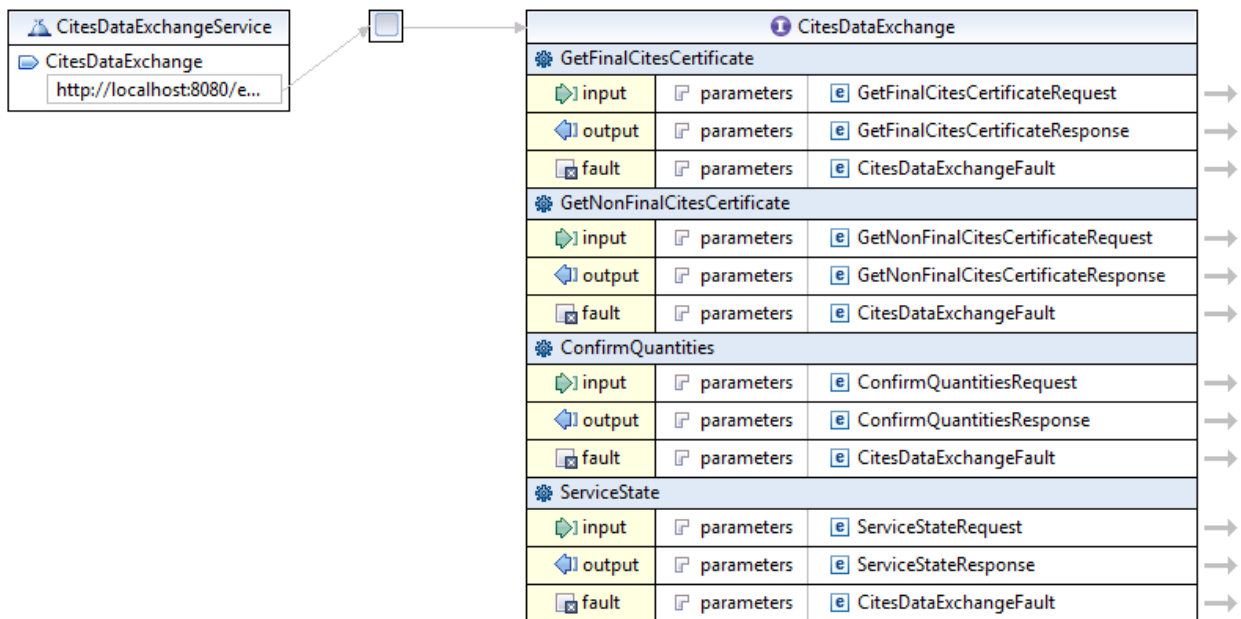 CitesDataExchangeService
CitesDataExchange
http://localhost:8080/e...
CitesDataExchange
GetFinalCitesCertificate
input parameters GetFinalCitesCertificateRequest
output parameters GetFinalCitesCertificateResponse
fault parameters CitesDataExchangeFault
GetNonFinalCitesCertificate
input parameters GetNonFinalCitesCertificateRequest
output parameters GetNonFinalCitesCertificateResponse
fault parameters CitesDataExchangeFault
ConfirmQuantities
input parameters ConfirmQuantitiesRequest
output parameters ConfirmQuantitiesResponse
fault parameters CitesDataExchangeFault
ServiceState
input parameters ServiceStateRequest
output parameters ServiceStateResponse
fault parameters CitesDataExchangeFault